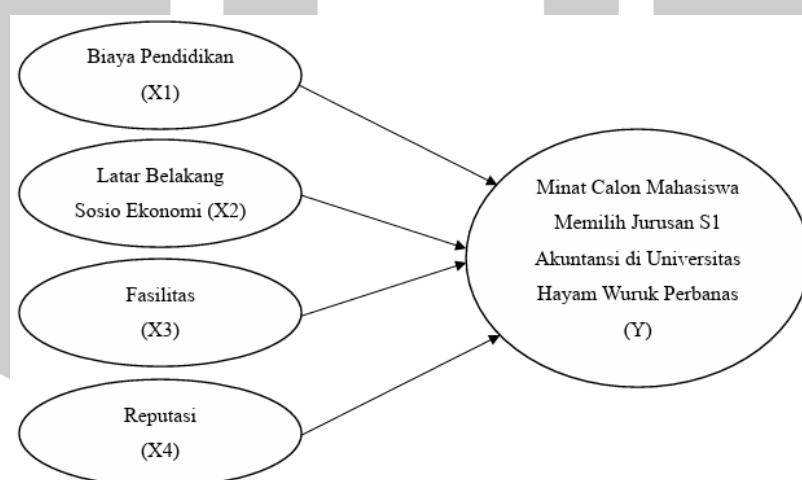 Biaya Pendidikan
(X1)
Latar Belakang
Sosio Ekonomi (X2)
Fasilitas
(X3)
Reputasi
(X4)
Minat Calon Mahasiswa
Memilih Jurusan S1
Akuntansi di Universitas
Hayam Wuruk Perbanas
(Y)